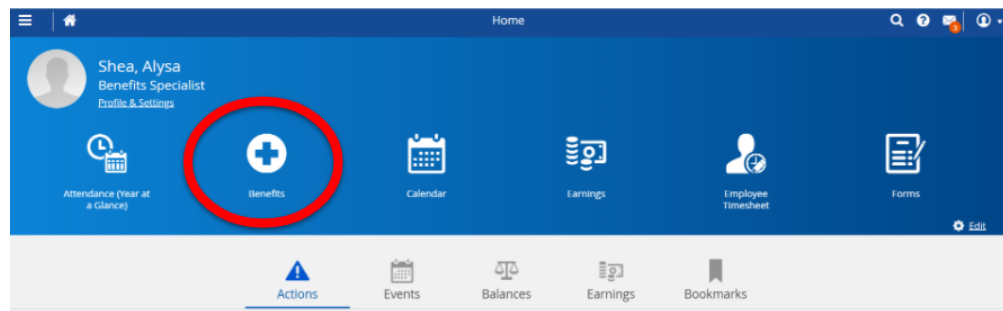 Home
3
Shea, Alysa
Benefits Specialist
Profile & Settings
Attendance (Year at
a Glance)
Benefits
Calendar
Earnings
Employee
Timesheet
Forms
Edit
Actions
Events
Balances
Earnings
Bookmarks